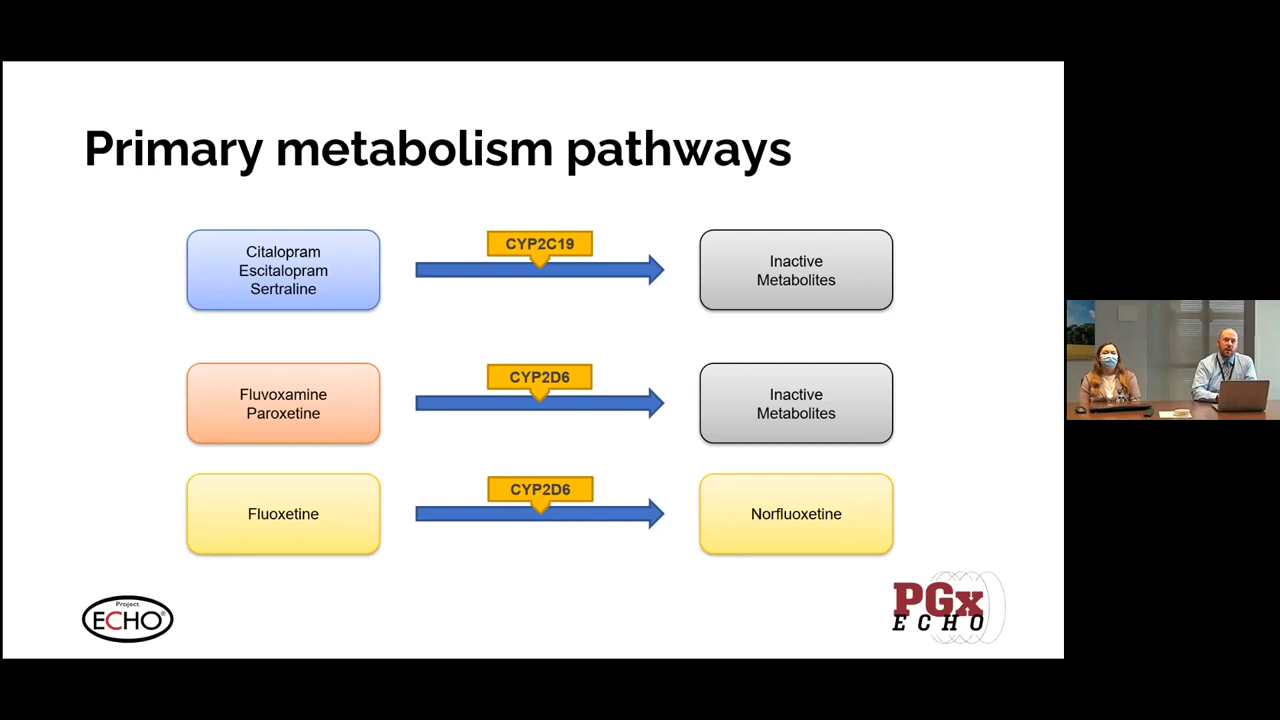 Primary metabolism pathways
Citalopram
Escitalopram
Sertraline
CYP2C19
Inactive
Metabolites
Fluvoxamine
Paroxetine
CYP2D6
Inactive
Metabolites
Fluoxetine
CYP2D6
Norfluoxetine
Project
ECHO®
PGx
ECHO